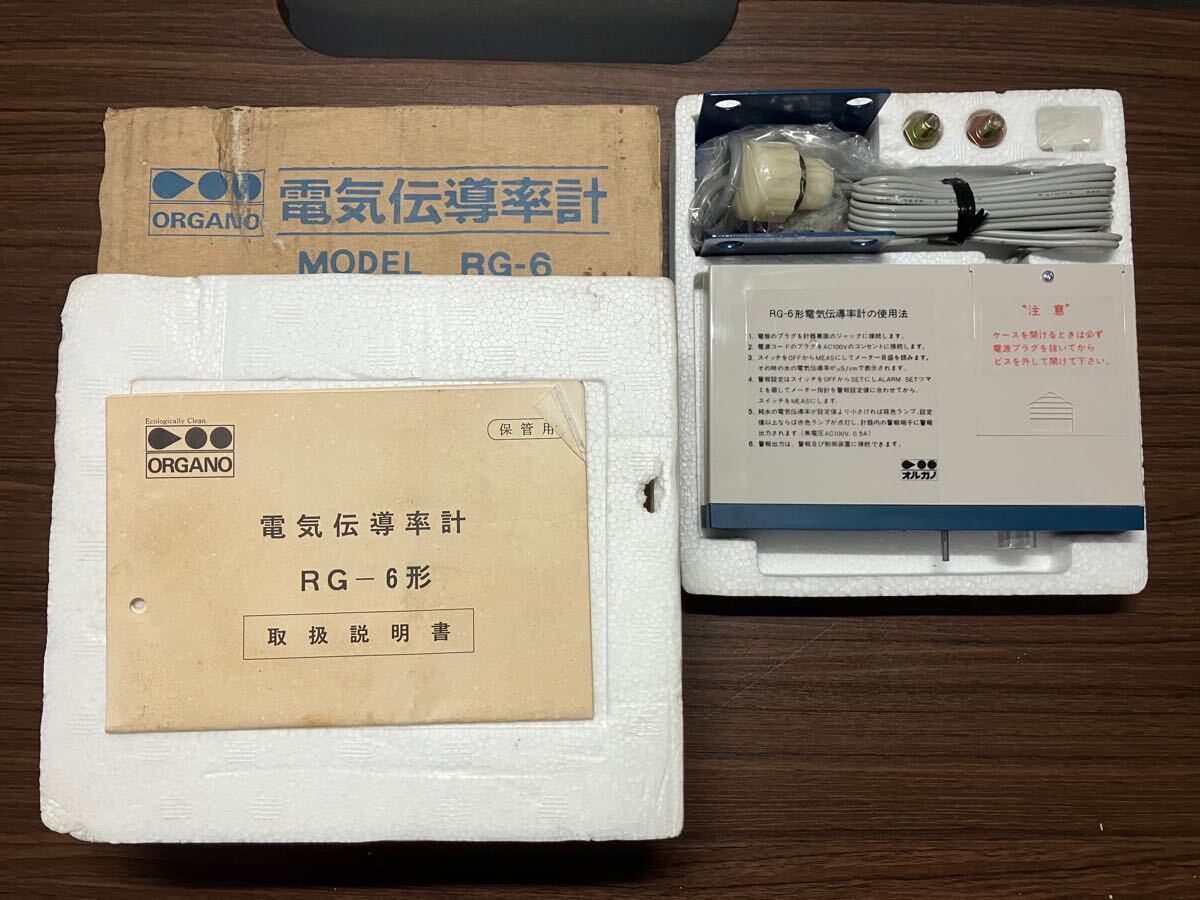 ORGANO
電気伝導率計
MODEL RG-6
Ecologically Clean
ORGANO
保管用
電気伝導率計
RG-6形
取扱説明書
RG-6形電気伝導率計の使用法
1. 電極のプラグを計器裏面のジャックに接続します。
2. 電源コードのプラグをAC100Vのコンセントに接続します。
3. スイッチをOFFからMEASにしてメーター目盛を読みます。
その時の水の電気伝導率がμS/cmで表示されます。
4. 警報設定はスイッチをOFFからSETにしALARM SETツマ
ミを廻してメーター指針を警報設定値に合わせてから、
スイッチをMEASにします。
5. 純水の電気伝導率が設定値より小さければ緑色ランプ、設定
値以上ならば赤色ランプが点灯し、計器内の警報端子に警報
出力されます.(無電圧AC100V. 0.5A)
6. 警報出力は、警報及び制御装置に接続できます。
オルガノ
"注意"
ケースを開けるときは必ず
電源プラグを抜いてから
ビスを外して開けて下さい。